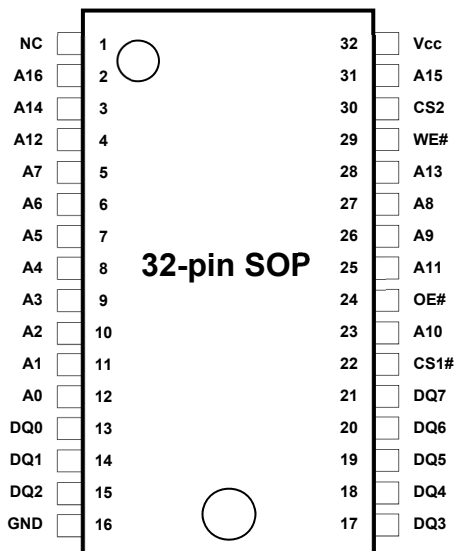 NC 1 32 Vcc
A16 2 31 A15
A14 3 30 CS2
A12 4 29 WE#
A7 5 28 A13
A6 6 27 A8
A5 7 26 A9
A4 8 32-pin SOP 25 A11
A3 9 24 OE#
A2 10 23 A10
A1 11 22 CS1#
A0 12 21 DQ7
DQ0 13 20 DQ6
DQ1 14 19 DQ5
DQ2 15 18 DQ4
GND 16 17 DQ3